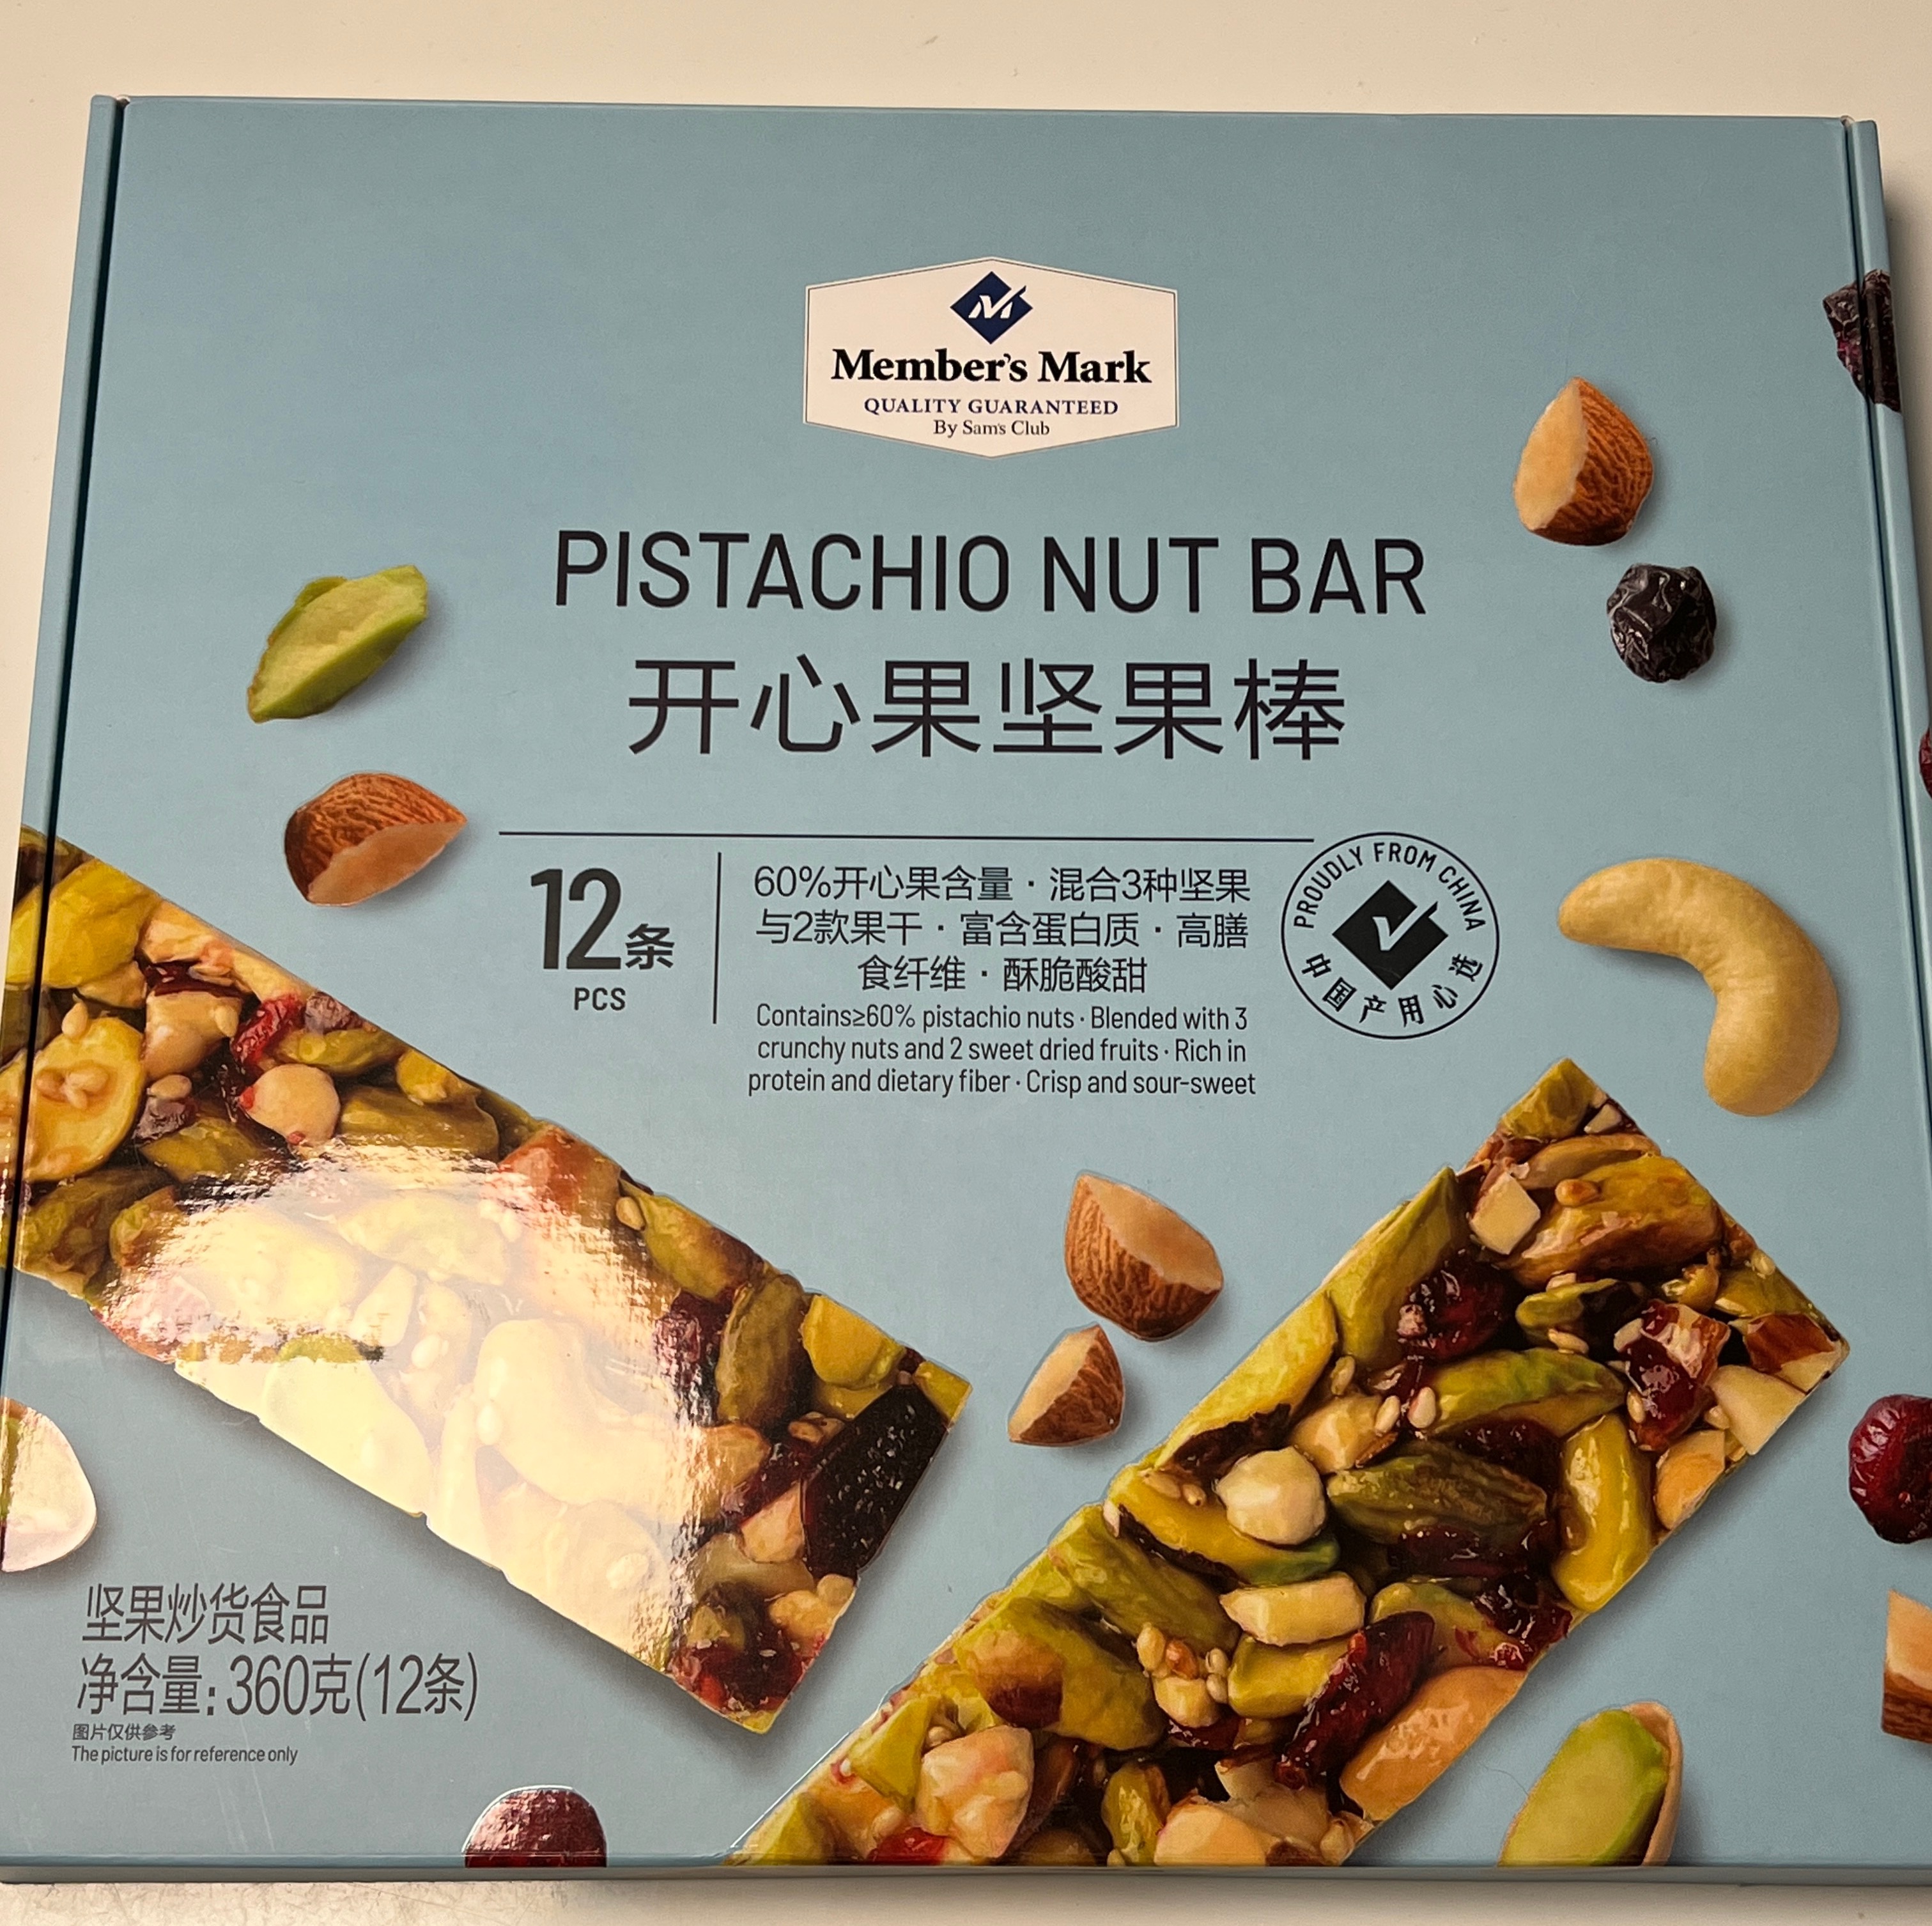 Member's Mark
QUALITY GUARANTEED
By Sam's Club
PISTACHIO NUT BAR
开心果坚果棒
12条
PCS
60%开心果含量·混合3种坚果
与2款果干·富含蛋白质·高膳
食纤维·酥脆酸甜
Contains≥60% pistachio nuts·Blended with 3
crunchy nuts and 2 sweet dried fruits·Rich in
protein and dietary fiber·Crisp and sour-sweet
PROUDLY FROM CHINA
中国产用心选
坚果炒货食品
净含量:360克(12条)
图片仅供参考
The picture is for reference only